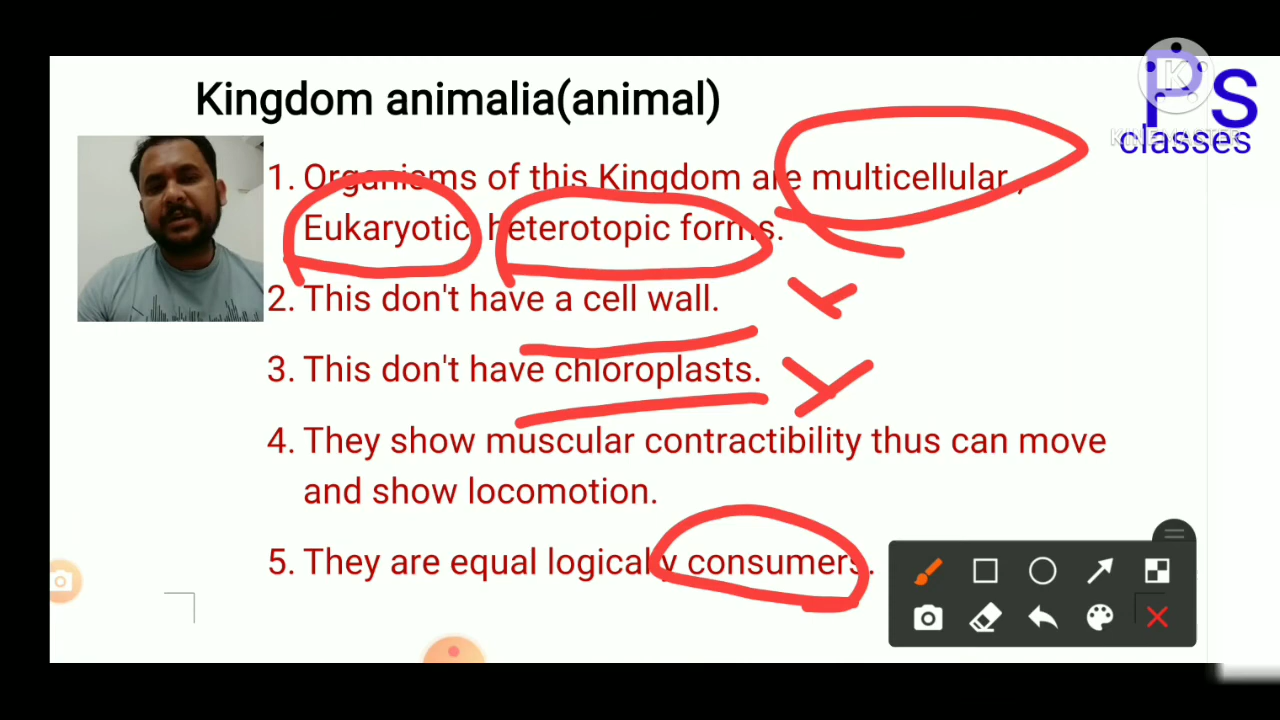 Kingdom animalia(animal)
Ps
KINEMASTER
classes
1. Organisms of this Kingdom are multicellular ,
Eukaryotic heterotopic forms.
2. This don't have a cell wall.
3. This don't have chloroplasts.
4. They show muscular contractibility thus can move
and show locomotion.
5. They are equal logically consumers.